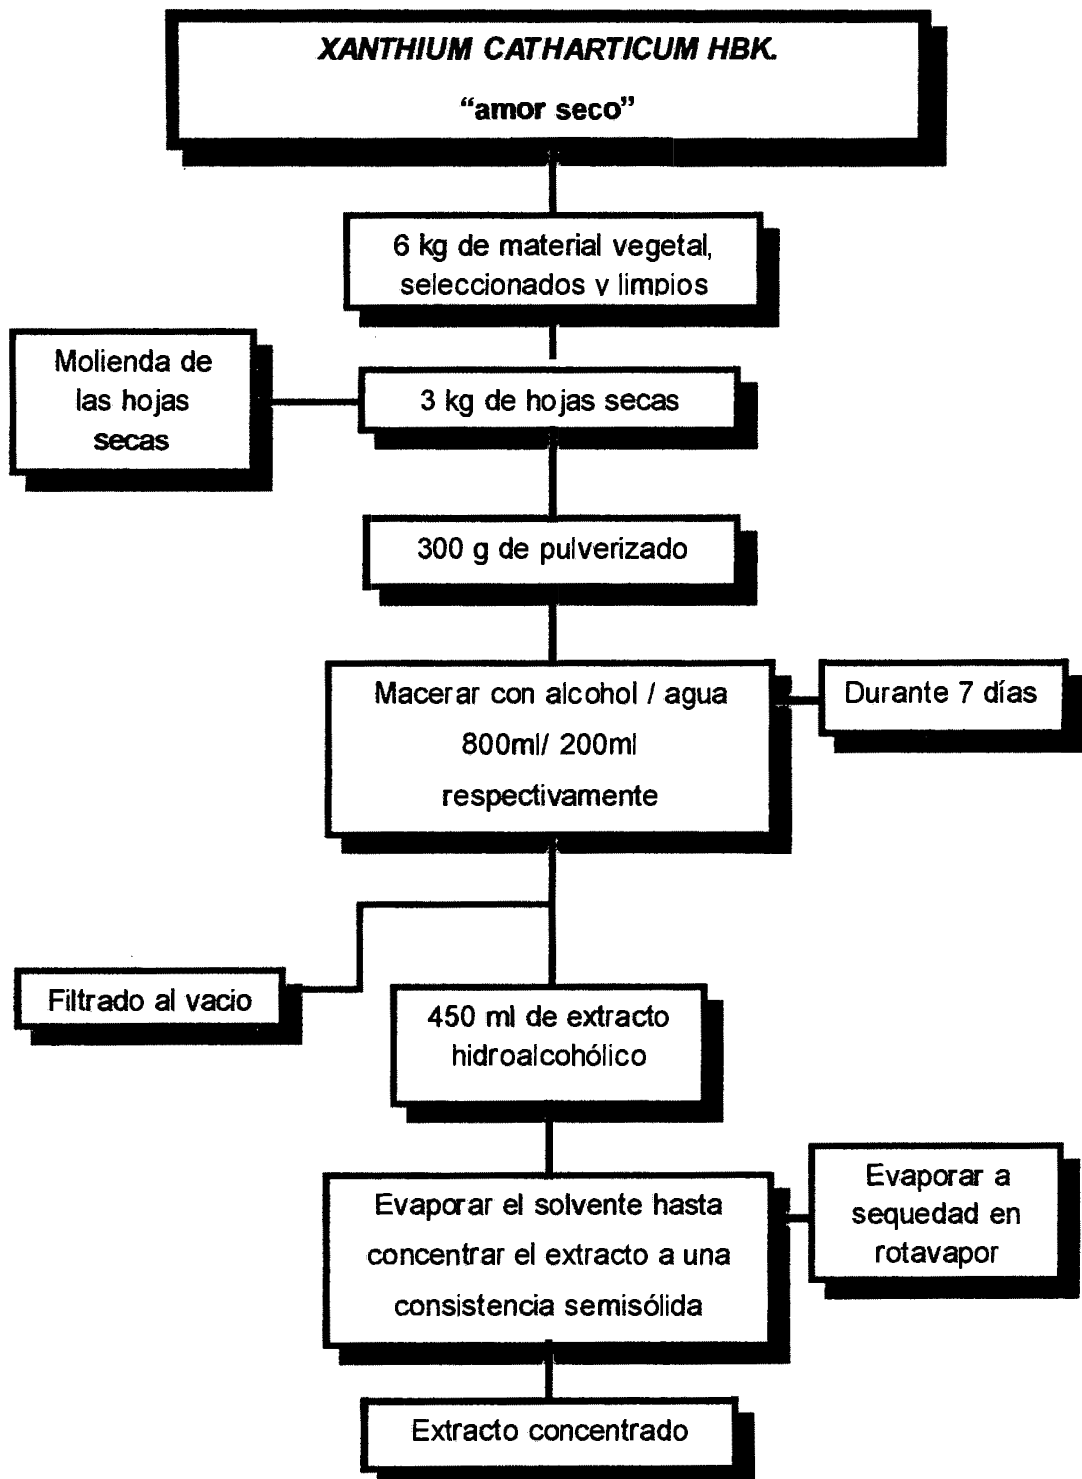 XANTHIUM CATHARTICUM HBK.
“amor seco”
6 kg de material vegetal,
seleccionados y limpios
Molienda de
las hojas
secas
3 kg de hojas secas
300 g de pulverizado
Macerar con alcohol / agua
800ml/ 200ml
respectivamente
Durante 7 días
Filtrado al vacio
450 ml de extracto
hidroalcohólico
Evaporar el solvente hasta
concentrar el extracto a una
consistencia semisólida
Evaporar a
sequedad en
rotavapor
Extracto concentrado